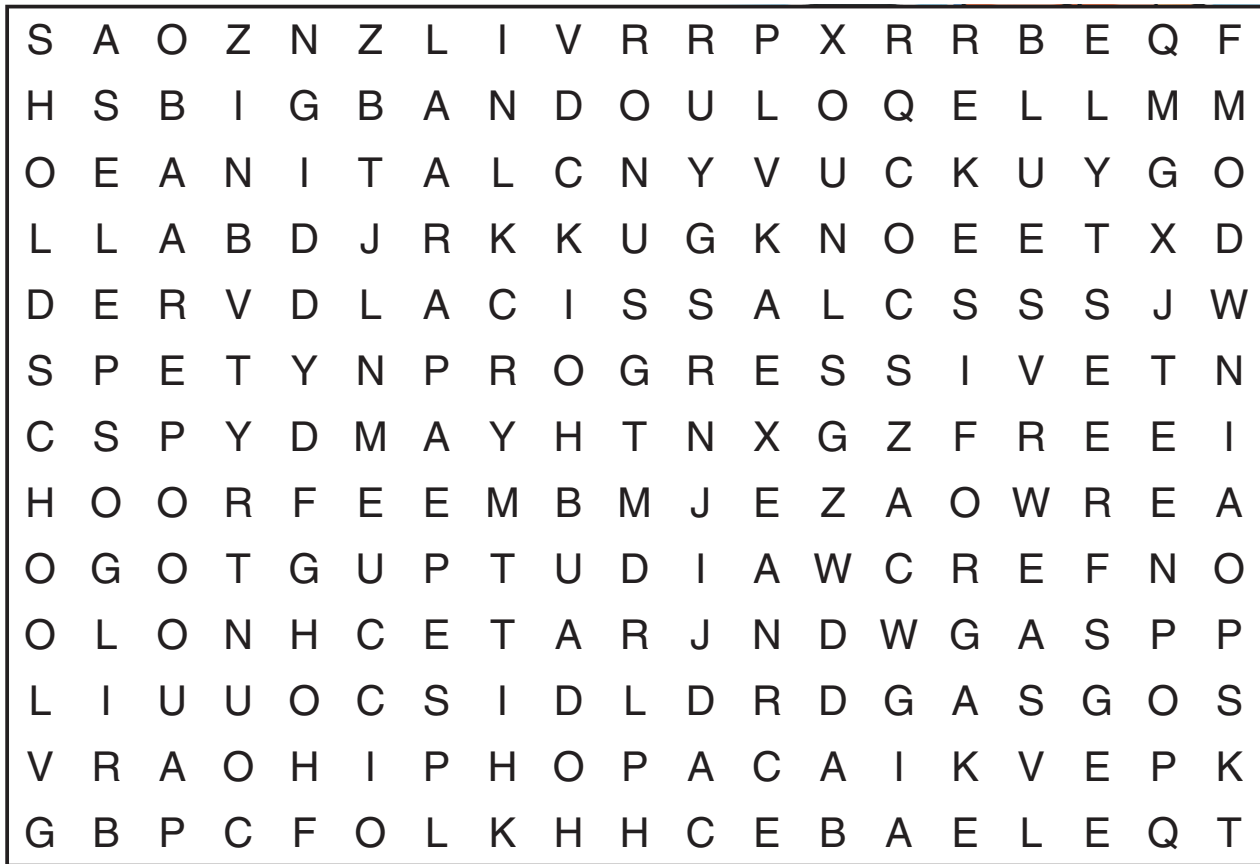 S A O Z N Z L I V R R P X R R B E Q F
H S B I G B A N D O U L O Q E L L M M
O E A N I T A L C N Y V U C K U Y G O
L L A B D J R K K U G K N O E E T X D
D E R V D L A C I S S A L C S S S J W
S P E T Y N P R O G R E S S I V E T N
C S P Y D M A Y H T N X G Z F R E E I
H O O R F E E M B M J E Z A O W R E A
O G O T G U P T U D I A W C R E F N O
O L O N H C E T A R J N D W G A S P P
L I U U O C S I D L D R D G A S G O S
V R A O H I P H O P A C A I K V E P K
G B P C F O L K H H C E B A E L E Q T